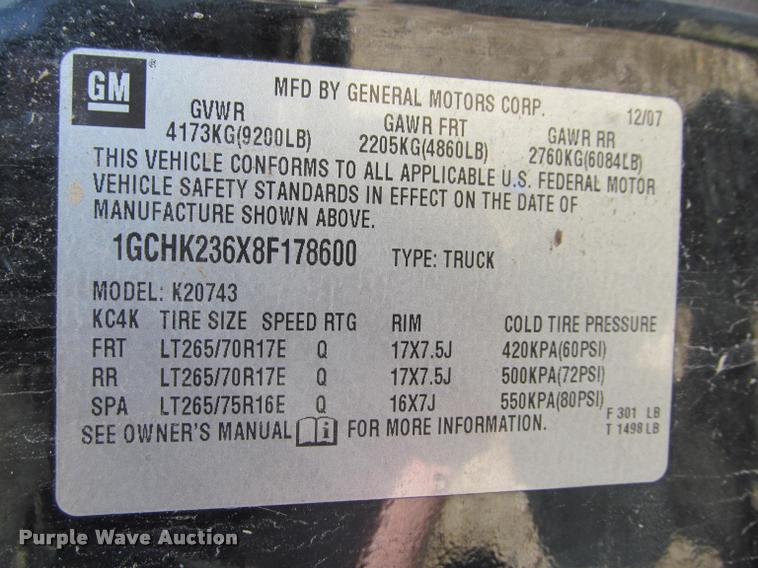 GM ®
MFD BY GENERAL MOTORS CORP.
12/07
GVWR GAWR FRT GAWR RR
4173KG(9200LB) 2205KG(4860LB) 2760KG(6084LB)
THIS VEHICLE CONFORMS TO ALL APPLICABLE U.S. FEDERAL MOTOR
VEHICLE SAFETY STANDARDS IN EFFECT ON THE DATE OF
MANUFACTURE SHOWN ABOVE.
1GCHK236X8F178600 TYPE: TRUCK
MODEL: K20743
KC4K TIRE SIZE SPEED RTG RIM COLD TIRE PRESSURE
FRT LT265/70R17E Q 17X7.5J 420KPA(60PSI)
RR LT265/70R17E Q 17X7.5J 500KPA(72PSI)
SPA LT265/75R16E Q 16X7J 550KPA(80PSI)
F 301 LB
SEE OWNER'S MANUAL i FOR MORE INFORMATION.
T 1498 LB
Purple Wave Auction